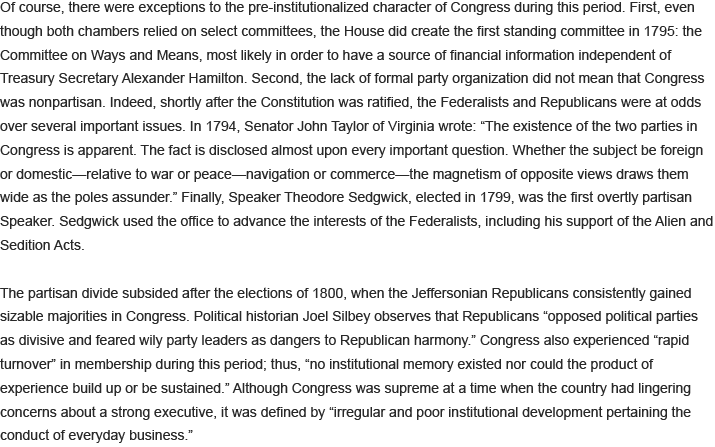 Of course, there were exceptions to the pre-institutionalized character of Congress during this period. First, even
though both chambers relied on select committees, the House did create the first standing committee in 1795: the
Committee on Ways and Means, most likely in order to have a source of financial information independent of
Treasury Secretary Alexander Hamilton. Second, the lack of formal party organization did not mean that Congress
was nonpartisan. Indeed, shortly after the Constitution was ratified, the Federalists and Republicans were at odds
over several important issues. In 1794, Senator John Taylor of Virginia wrote: “The existence of the two parties in
Congress is apparent. The fact is disclosed almost upon every important question. Whether the subject be foreign
or domestic—relative to war or peace—navigation or commerce—the magnetism of opposite views draws them
wide as the poles assunder.” Finally, Speaker Theodore Sedgwick, elected in 1799, was the first overtly partisan
Speaker. Sedgwick used the office to advance the interests of the Federalists, including his support of the Alien and
Sedition Acts.
The partisan divide subsided after the elections of 1800, when the Jeffersonian Republicans consistently gained
sizable majorities in Congress. Political historian Joel Silbey observes that Republicans “opposed political parties
as divisive and feared wily party leaders as dangers to Republican harmony.” Congress also experienced “rapid
turnover” in membership during this period; thus, “no institutional memory existed nor could the product of
experience build up or be sustained.” Although Congress was supreme at a time when the country had lingering
concerns about a strong executive, it was defined by “irregular and poor institutional development pertaining the
conduct of everyday business.”